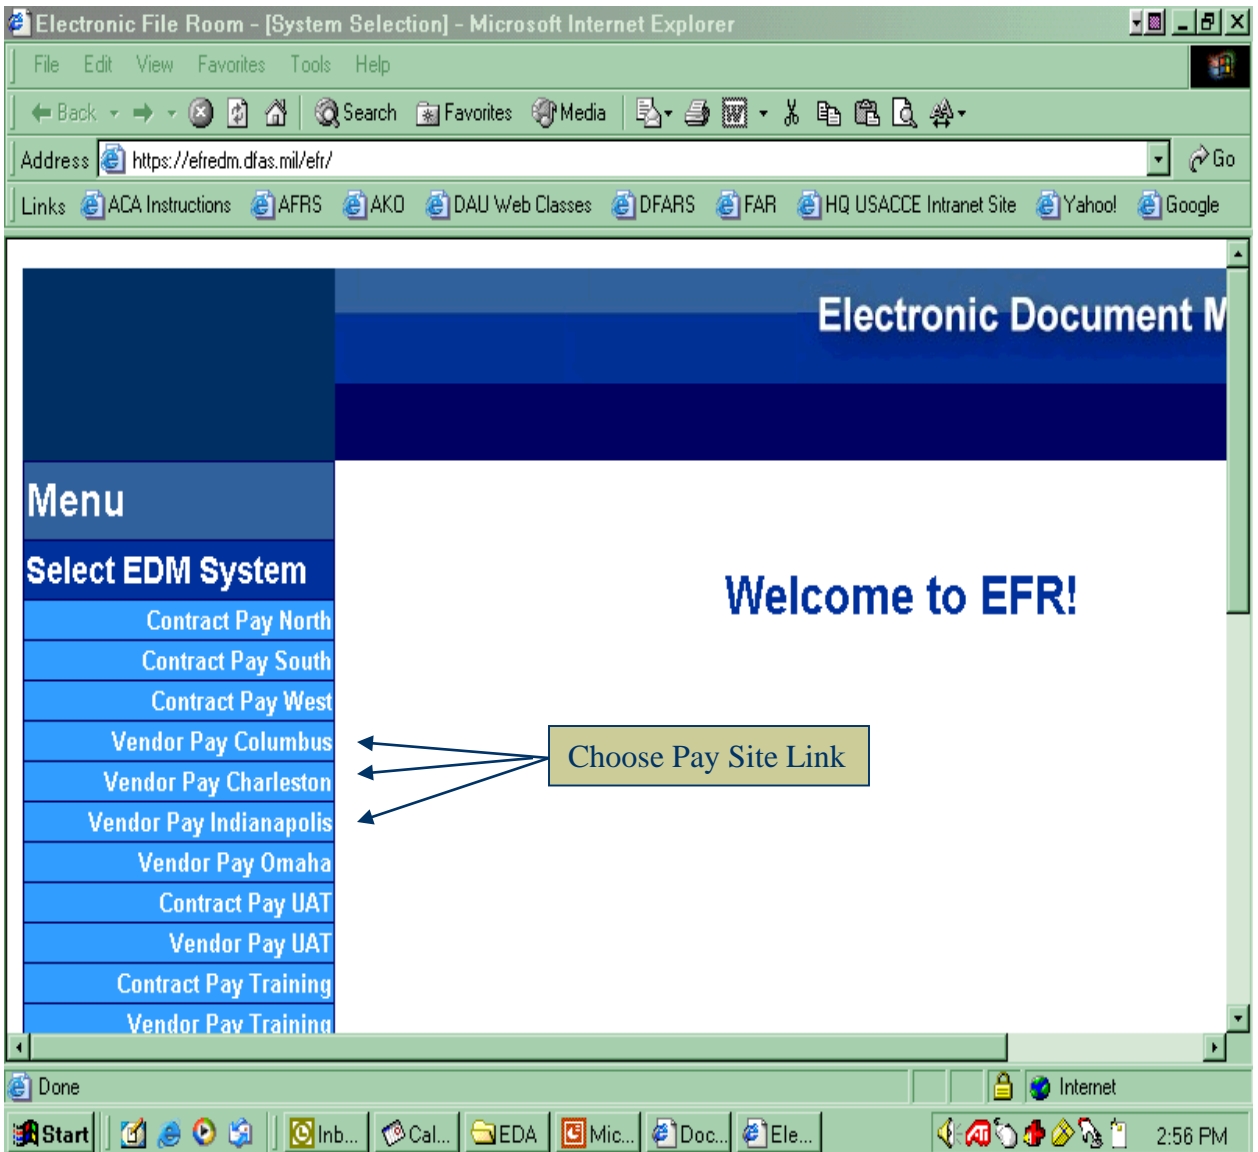 Electronic File Room - [System Selection] - Microsoft Internet Explorer
File Edit View Favorites Tools Help
Back Search Favorites Media
Address https://efredm.dfas.mil/efr/ Go
Links ACA Instructions AFRS AKO DAU Web Classes DFARS FAR HQ USACCE Intranet Site Yahoo! Google
Electronic Document M
Menu
Select EDM System
Welcome to EFR!
Contract Pay North
Contract Pay South
Contract Pay West
Vendor Pay Columbus
Choose Pay Site Link
Vendor Pay Charleston
Vendor Pay Indianapolis
Vendor Pay Omaha
Contract Pay UAT
Vendor Pay UAT
Contract Pay Training
Vendor Pay Training
Done Internet
Start Inb... Cal... EDA Mic... Doc... Ele... 2:56 PM